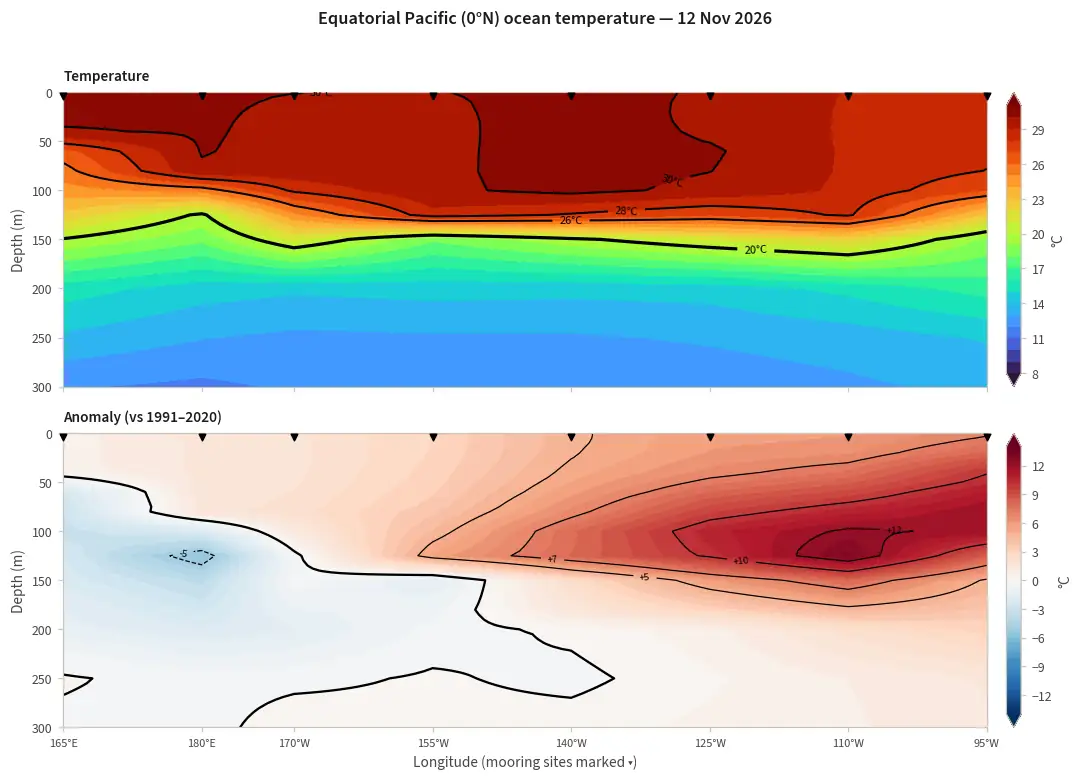 Equatorial Pacific (0°N) ocean temperature — 12 Nov 2026
Temperature
0
50
100
150
200
250
300
Depth (m)
30°C
30°C
28°C
26°C
20°C
29
26
23
20
17
14
11
8
°C
Anomaly (vs 1991–2020)
0
50
100
150
200
250
300
Depth (m)
-5
+12
+10
+7
+5
12
9
6
3
0
−3
−6
−9
−12
°C
165°E 180°E 170°W 155°W 140°W 125°W 110°W 95°W
Longitude (mooring sites marked ▾)